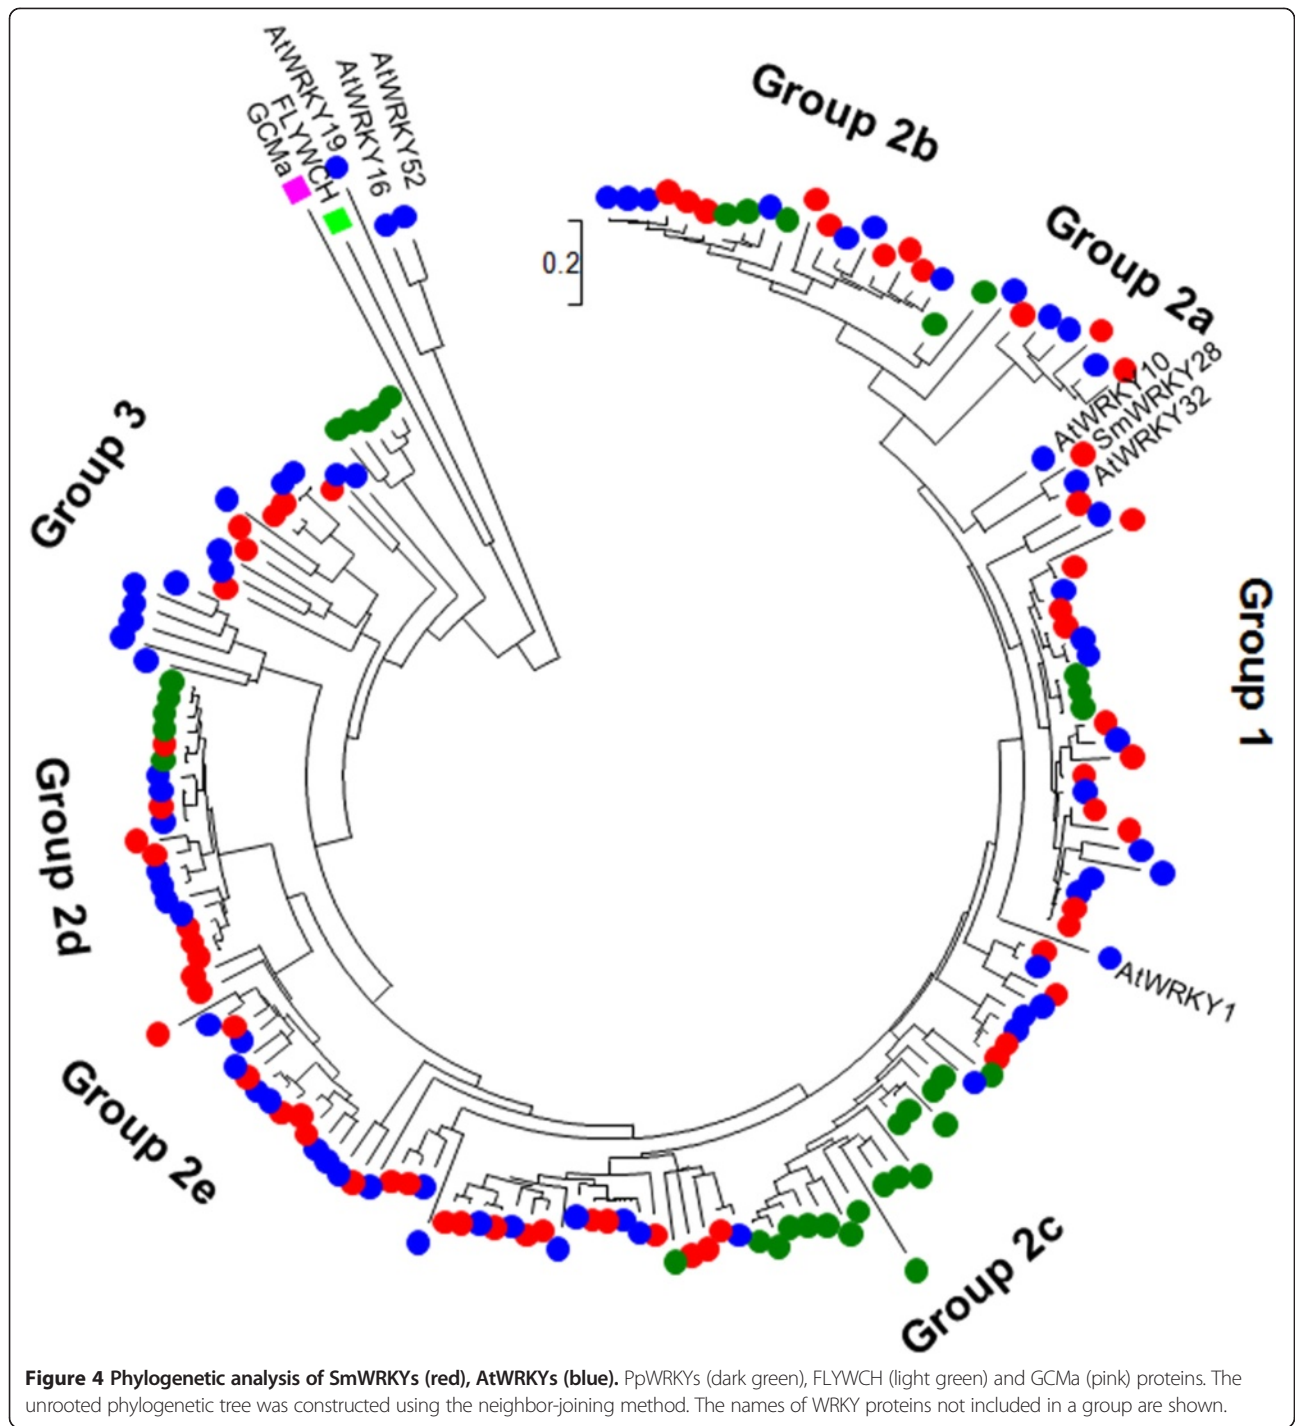 AtWRKY19
AtWRKY16
AtWRKY52
FLYWCH
GCMa
Group 2b
0.2
Group 2a
AtWRKY10
SmWRKY28
AtWRKY32
Group 3
Group 1
Group 2d
AtWRKY1
Group 2e
Group 2c
Figure 4 Phylogenetic analysis of SmWRKYs (red), AtWRKYs (blue). PpWRKYs (dark green), FLYWCH (light green) and GCMa (pink) proteins. The
unrooted phylogenetic tree was constructed using the neighbor-joining method. The names of WRKY proteins not included in a group are shown.